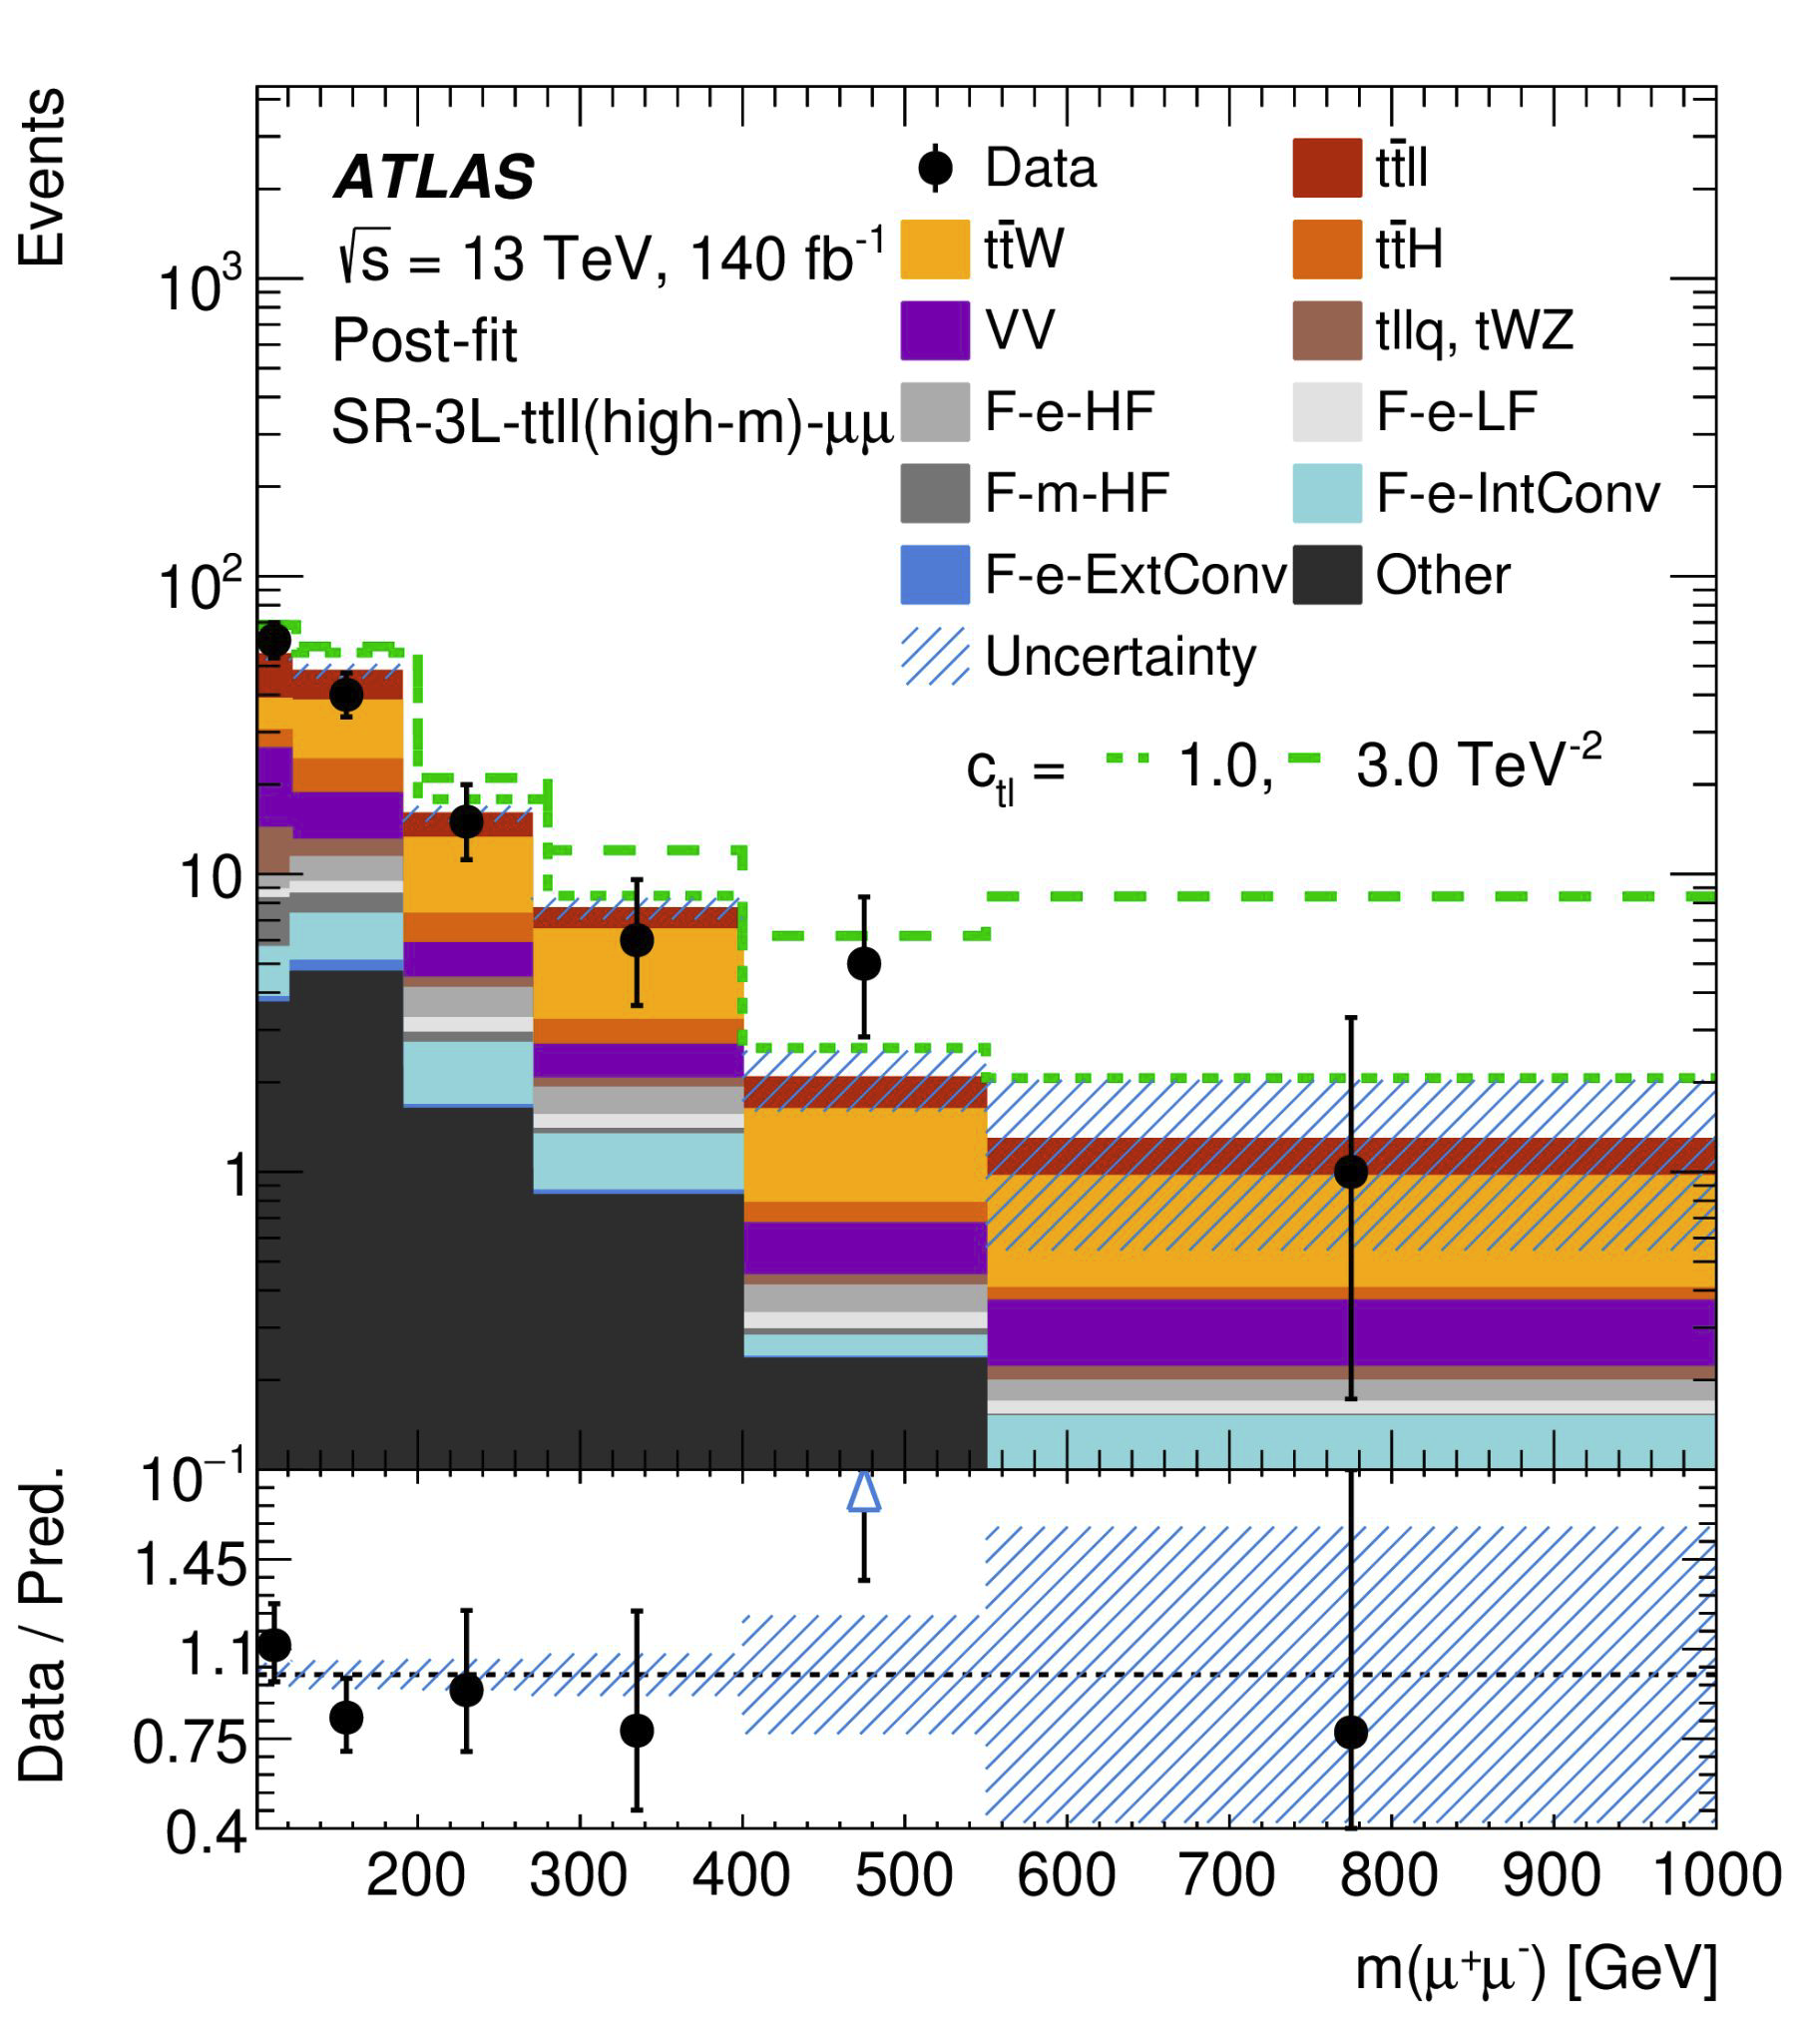 Events
ATLAS
√s = 13 TeV, 140 fb⁻¹
Post-fit
SR-3L-ttll(high-m)-μμ
Data
tt̄ll
tt̄W
tt̄H
VV
tllq, tWZ
F-e-HF
F-e-LF
F-m-HF
F-e-IntConv
F-e-ExtConv
Other
Uncertainty
c_tl = 1.0, 3.0 TeV⁻²
10³
10²
10
1
10⁻¹
Data / Pred.
1.45
1.1
0.75
0.4
200 300 400 500 600 700 800 900 1000
m(μ⁺μ⁻) [GeV]